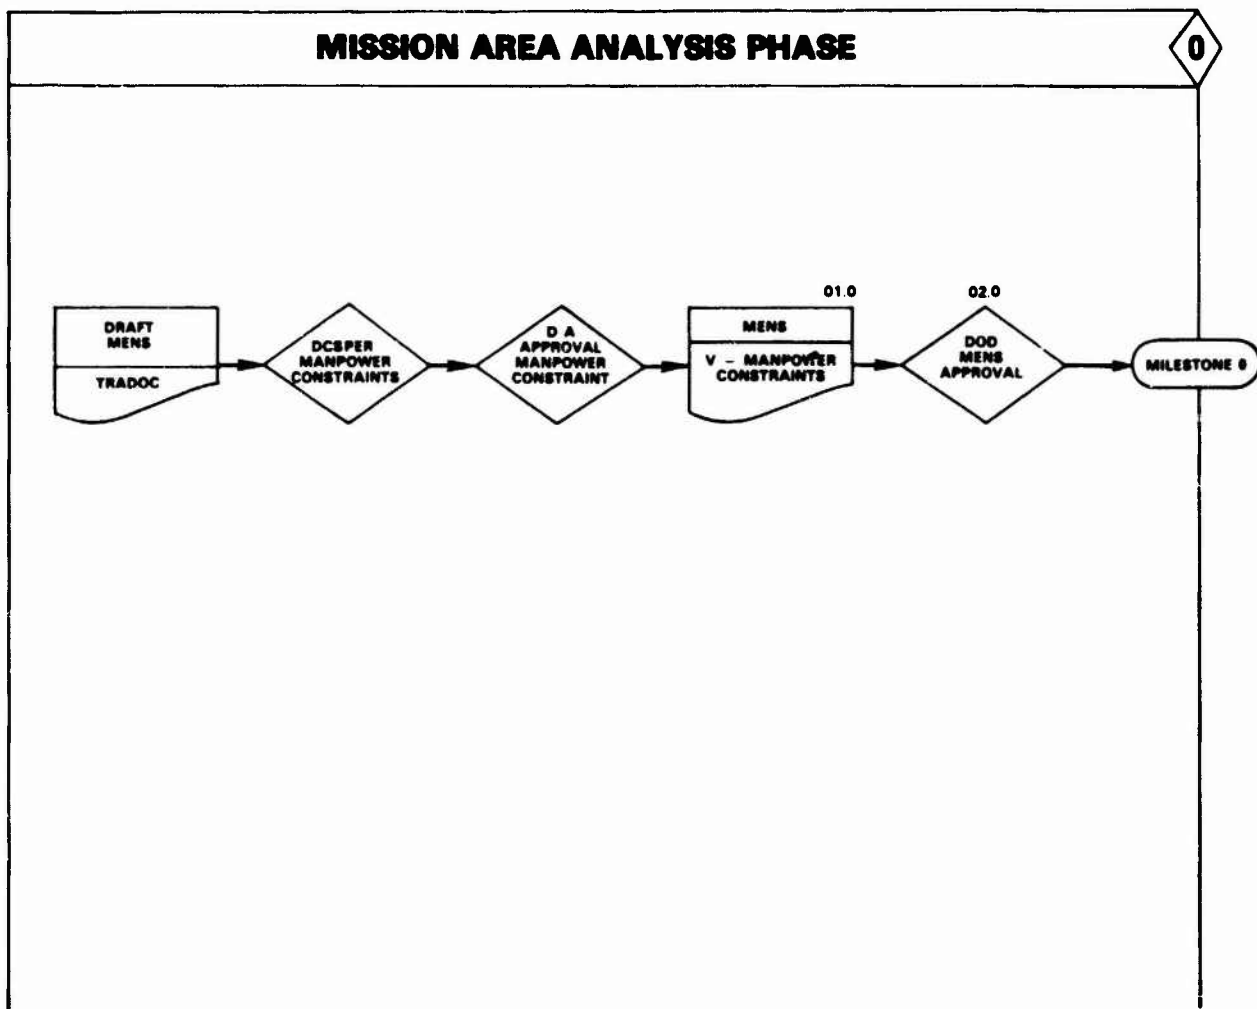 MISSION AREA ANALYSIS PHASE
0
DRAFT
MENS
TRADOC
DCSPER
MANPOWER
CONSTRAINTS
D A
APPROVAL
MANPOWER
CONSTRAINT
01.0
MENS
V - MANPOWER
CONSTRAINTS
02.0
DOD
MENS
APPROVAL
MILESTONE 0